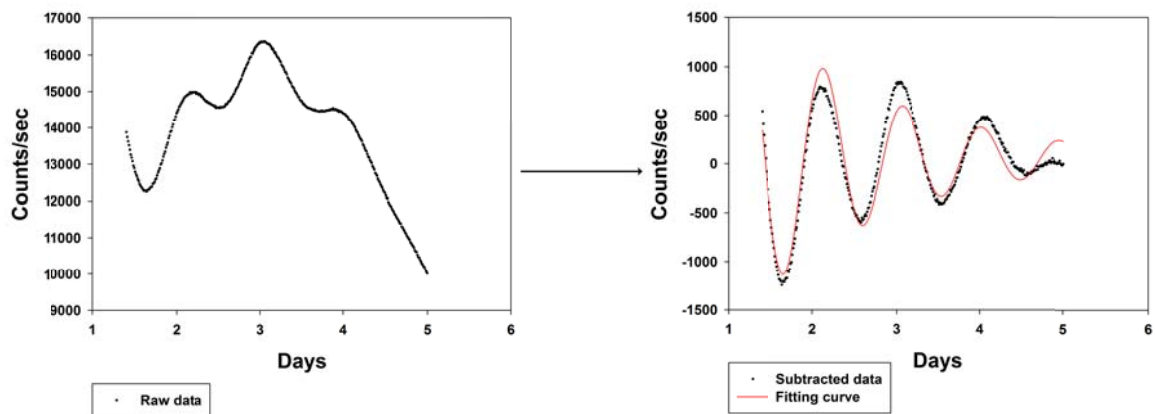 17000
16000
15000
14000
13000
12000
11000
10000
9000
Counts/sec
1 2 3 4 5 6
Days
Raw data
1500
1000
500
0
-500
-1000
-1500
Counts/sec
1 2 3 4 5 6
Days
Subtracted data
Fitting curve